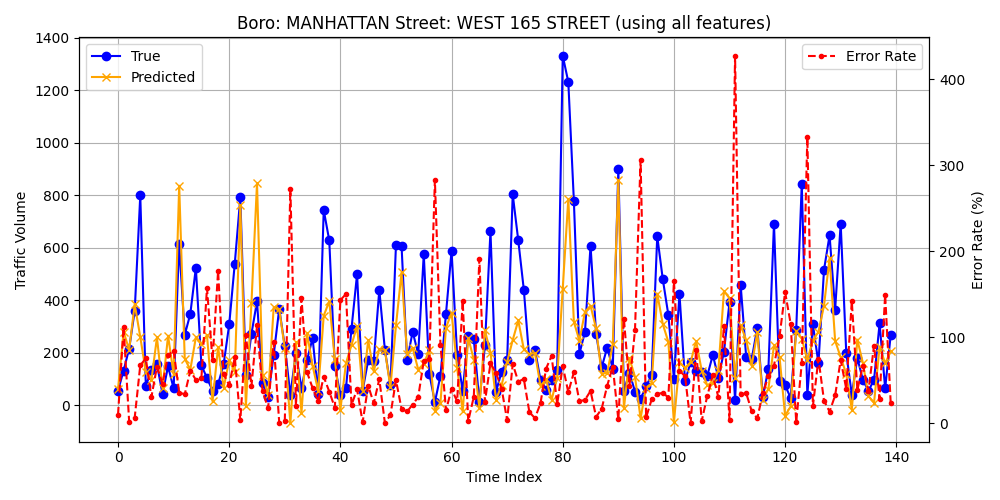 Boro: MANHATTAN Street: WEST 165 STREET (using all features)
True
Predicted
Error Rate
Traffic Volume
1400
1200
1000
800
600
400
200
0
400
300
200
100
0
Error Rate (%)
0 20 40 60 80 100 120 140
Time Index